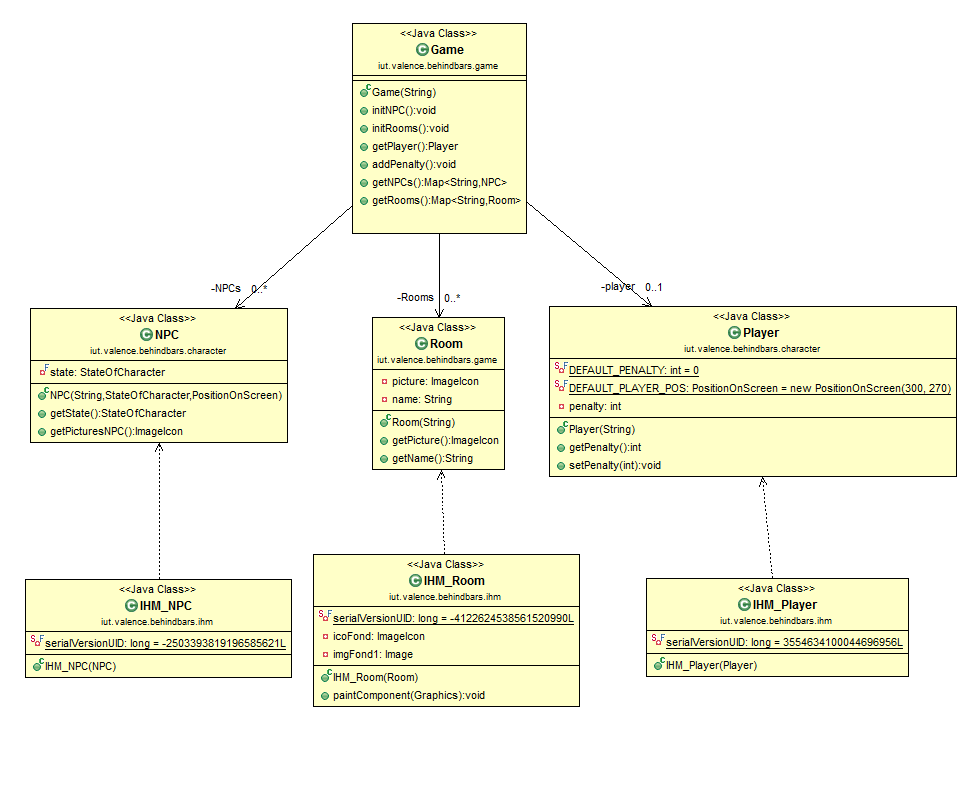 <<Java Class>>
Game
iut.valence.behindbars.game
Game(String)
initNPC():void
initRooms():void
getPlayer():Player
addPenalty():void
getNPCs():Map<String,NPC>
getRooms():Map<String,Room>
-NPCs 0..*
-Rooms 0..*
-player 0..1
<<Java Class>>
NPC
iut.valence.behindbars.character
state: StateOfCharacter
NPC(String,StateOfCharacter,PositionOnScreen)
getState():StateOfCharacter
getPicturesNPC():ImageIcon
<<Java Class>>
Room
iut.valence.behindbars.game
picture: ImageIcon
name: String
Room(String)
getPicture():ImageIcon
getName():String
<<Java Class>>
Player
iut.valence.behindbars.character
DEFAULT_PENALTY: int = 0
DEFAULT_PLAYER_POS: PositionOnScreen = new PositionOnScreen(300, 270)
penalty: int
Player(String)
getPenalty():int
setPenalty(int):void
<<Java Class>>
IHM_NPC
iut.valence.behindbars.ihm
serialVersionUID: long = -2503393819196585621L
IHM_NPC(NPC)
<<Java Class>>
IHM_Room
iut.valence.behindbars.ihm
serialVersionUID: long = -4122624538561520990L
icoFond: ImageIcon
imgFond1: Image
IHM_Room(Room)
paintComponent(Graphics):void
<<Java Class>>
IHM_Player
iut.valence.behindbars.ihm
serialVersionUID: long = 3554634100044696956L
IHM_Player(Player)